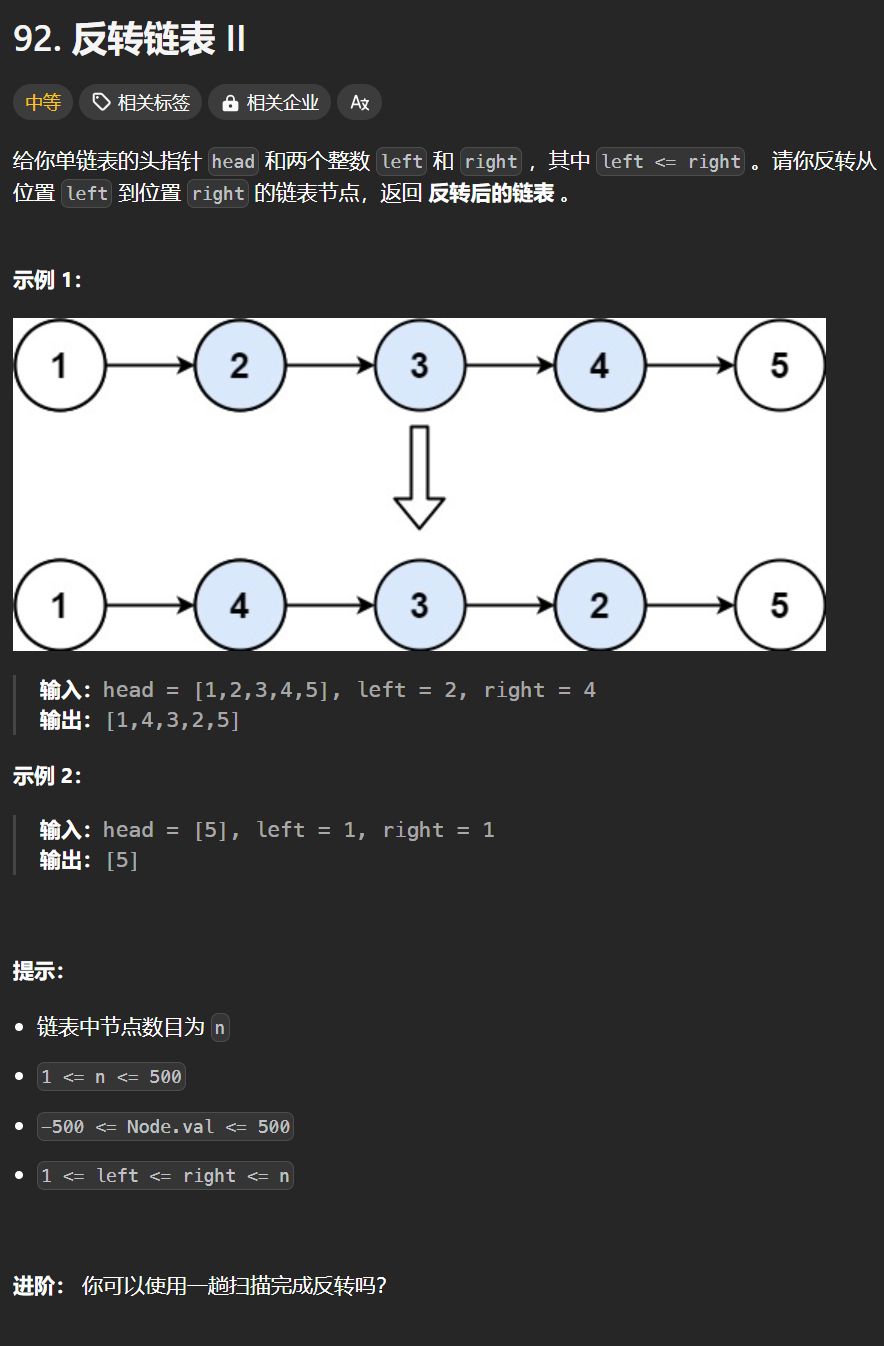 92. 反转链表 II
中等 相关标签 相关企业
给你单链表的头指针 head 和两个整数 left 和 right ，其中 left <= right 。请你反转从
位置 left 到位置 right 的链表节点，返回 反转后的链表 。
示例 1：
1 2 3 4 5
1 4 3 2 5
输入：head = [1,2,3,4,5], left = 2, right = 4
输出：[1,4,3,2,5]
示例 2：
输入：head = [5], left = 1, right = 1
输出：[5]
提示：
• 链表中节点数目为 n
• 1 <= n <= 500
• -500 <= Node.val <= 500
• 1 <= left <= right <= n
进阶： 你可以使用一趟扫描完成反转吗？